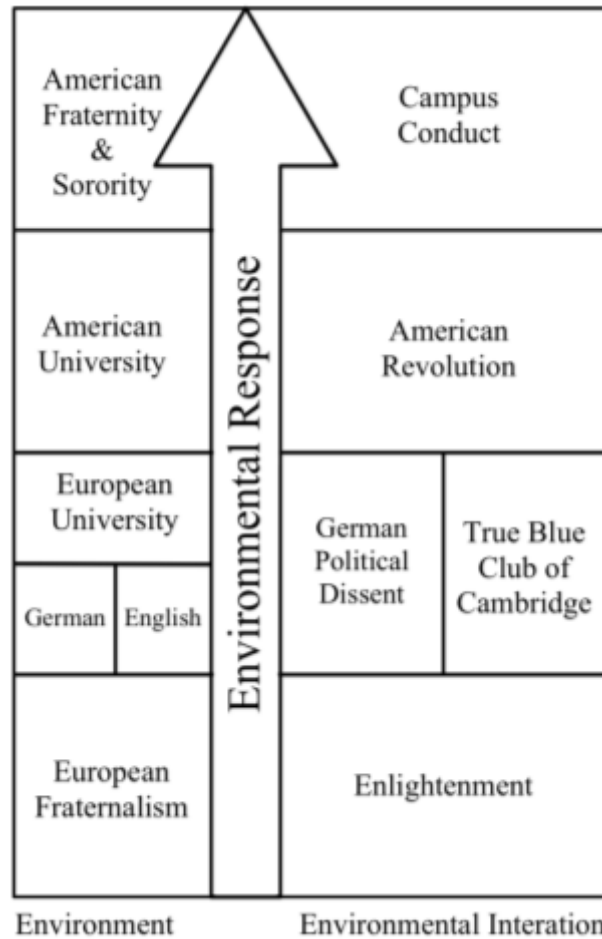 American
Fraternity
&
Sorority
Campus
Conduct
American
University
American
Revolution
European
University
German
English
German
Political
Dissent
True Blue
Club of
Cambridge
European
Fraternalism
Enlightenment
Environmental Response
Environment
Environmental Interation